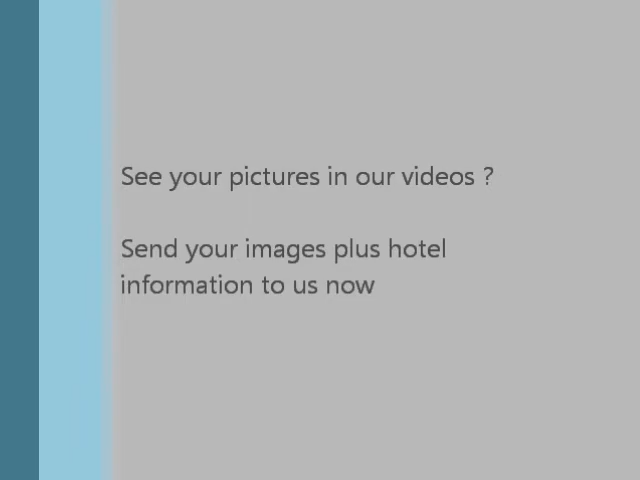 See your pictures in our videos ?
Send your images plus hotel
information to us now